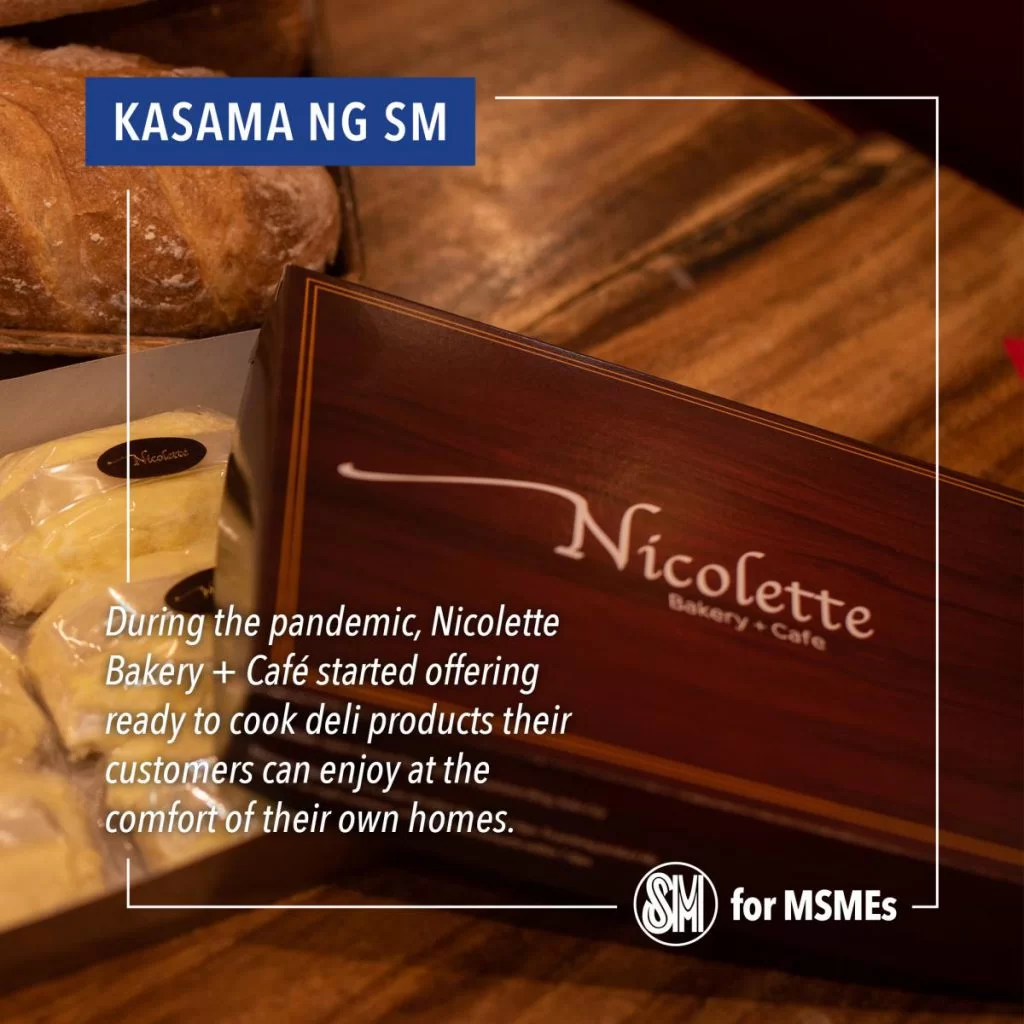 KASAMA NG SM
Nicolette
Nicolette
Bakery + Cafe
During the pandemic, Nicolette
Bakery + Café started offering
ready to cook deli products their
customers can enjoy at the
comfort of their own homes.
SM for MSMEs